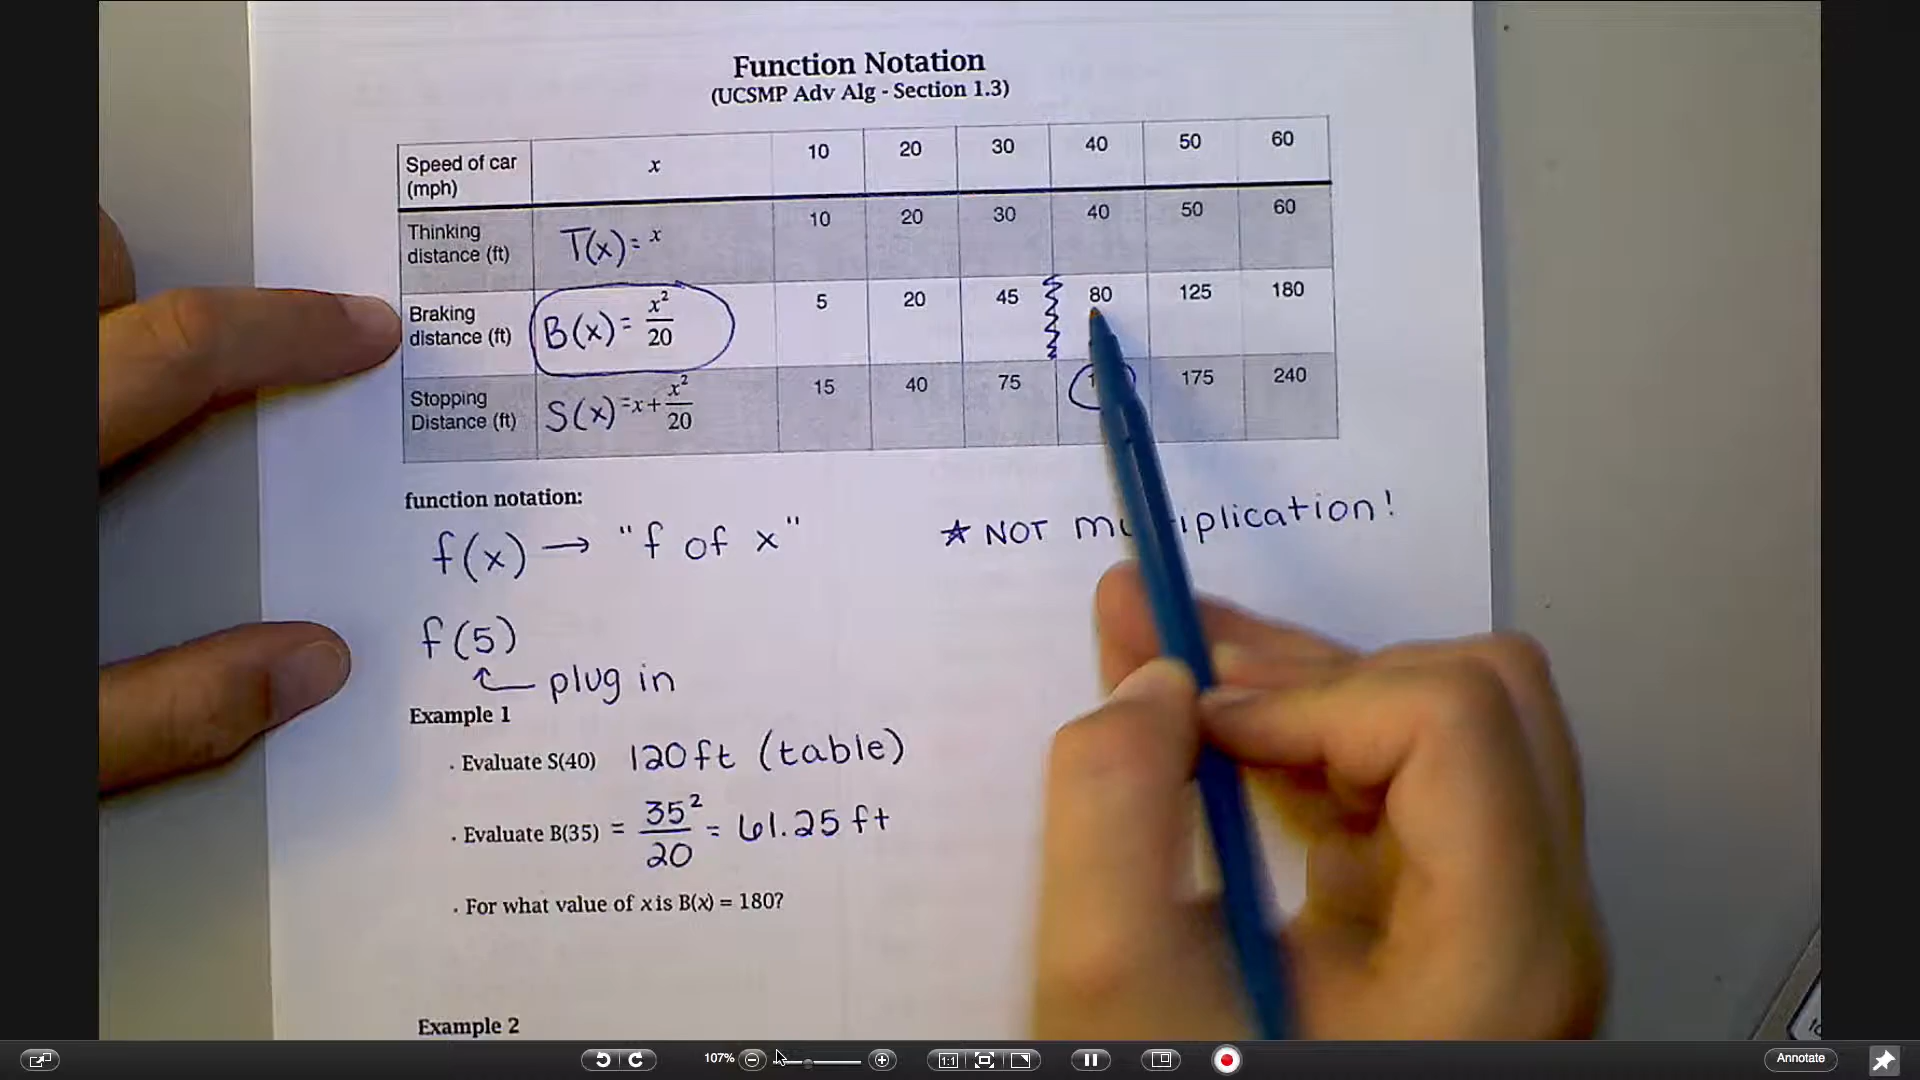 Function Notation
(UCSMP Adv Alg - Section 1.3)
Speed of car (mph) x 10 20 30 40 50 60
Thinking distance (ft) T(x) = x 10 20 30 40 50 60
Braking distance (ft) B(x) = x²/20 5 20 45 80 125 180
Stopping Distance (ft) S(x) = x + x²/20 15 40 75 175 240
function notation:
f(x) → "f of x" ★ NOT multiplication!
f(5)
plug in
Example 1
. Evaluate S(40) 120ft (table)
. Evaluate B(35) = 35²/20 = 61.25 ft
. For what value of x is B(x) = 180?
Example 2
107% 1:1 Annotate